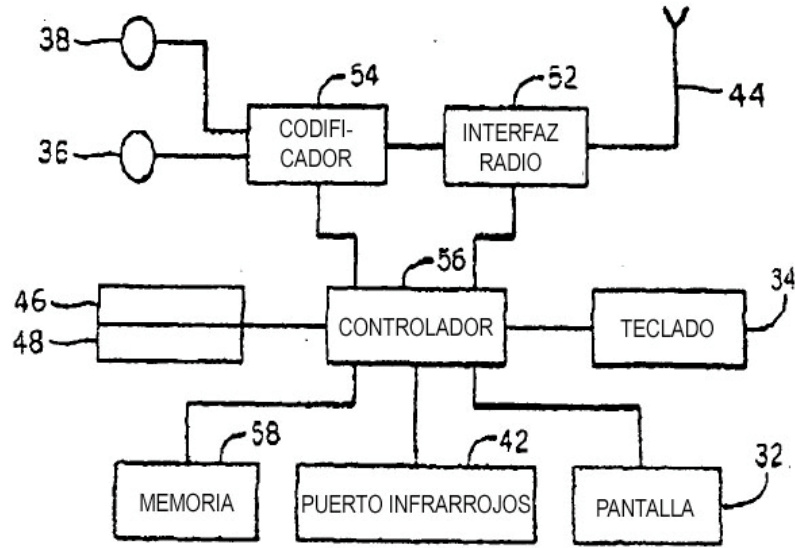 38
54
52
44
CODIFI-
CADOR
INTERFAZ
RADIO
36
56
46
48
CONTROLADOR
TECLADO
34
58
42
MEMORIA
PUERTO INFRARROJOS
PANTALLA
32